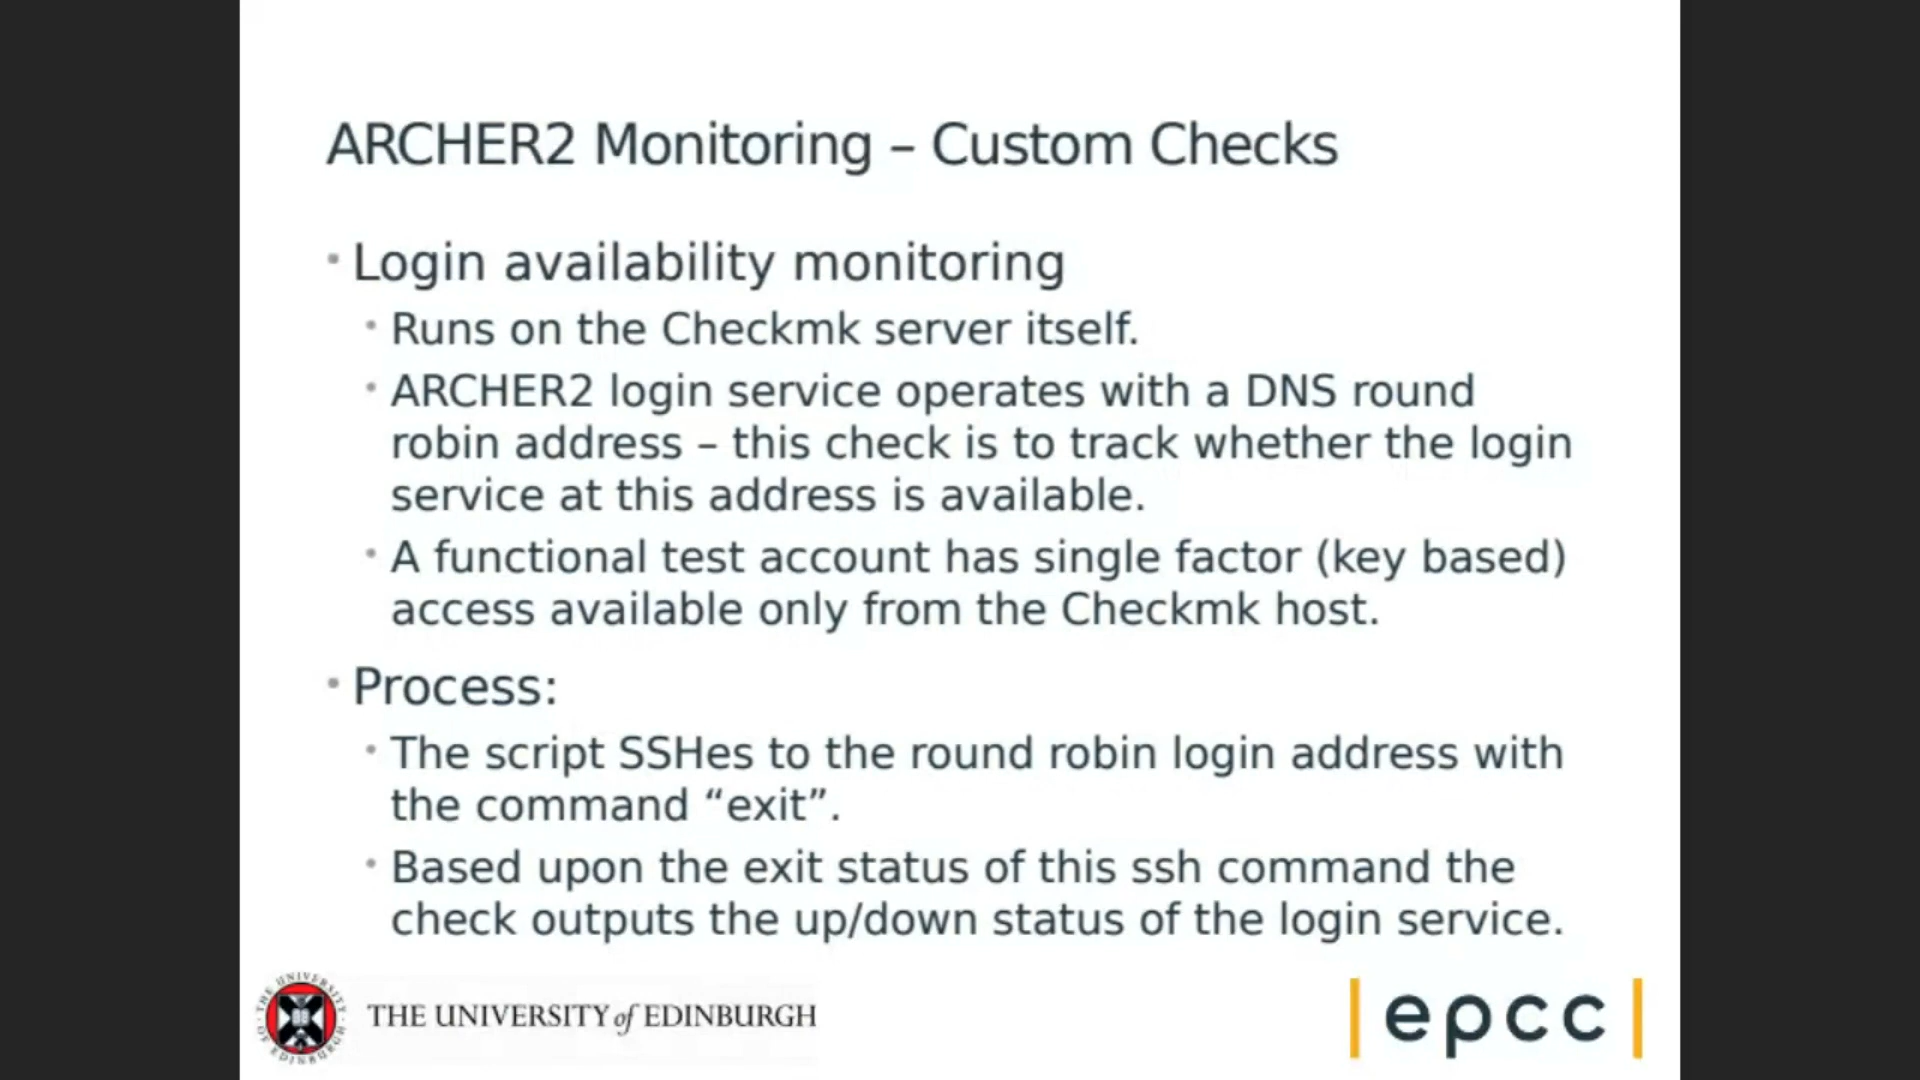 ARCHER2 Monitoring – Custom Checks
Login availability monitoring
Runs on the Checkmk server itself.
ARCHER2 login service operates with a DNS round
robin address – this check is to track whether the login
service at this address is available.
A functional test account has single factor (key based)
access available only from the Checkmk host.
Process:
The script SSHes to the round robin login address with
the command “exit”.
Based upon the exit status of this ssh command the
check outputs the up/down status of the login service.
THE UNIVERSITY OF EDINBURGH
THE UNIVERSITY of EDINBURGH
epcc